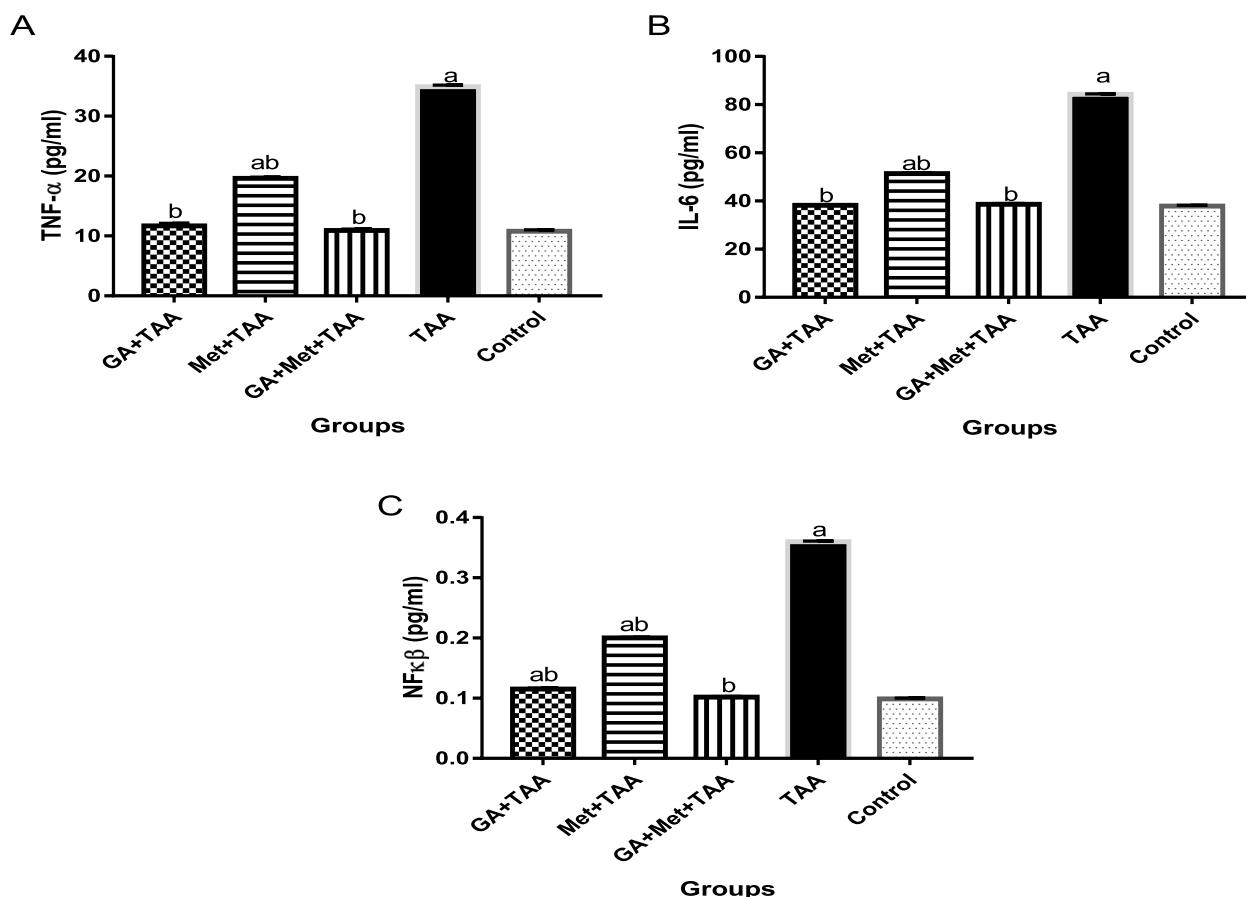 A
TNF-α (pg/ml)
40
30
20
10
0
b
ab
b
a
GA+TAA
Met+TAA
GA+Met+TAA
TAA
Control
Groups
B
IL-6 (pg/ml)
100
80
60
40
20
0
b
ab
b
a
GA+TAA
Met+TAA
GA+Met+TAA
TAA
Control
Groups
C
NFκβ (pg/ml)
0.4
0.3
0.2
0.1
0.0
ab
ab
b
a
GA+TAA
Met+TAA
GA+Met+TAA
TAA
Control
Groups